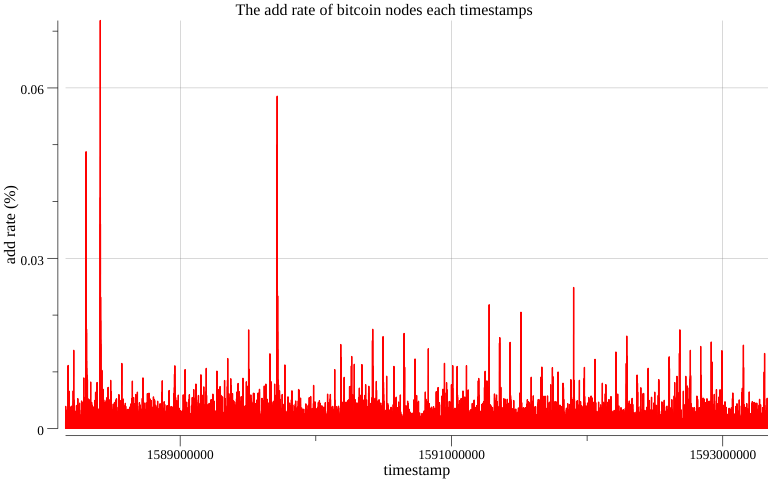 The add rate of bitcoin nodes each timestamps
add rate (%)
0.06
0.03
0
1589000000
1591000000
1593000000
timestamp